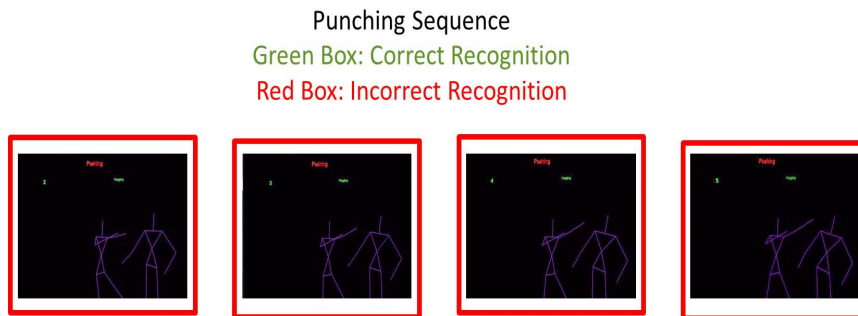 Punching Sequence
Green Box: Correct Recognition
Red Box: Incorrect Recognition
Pushing
2
Pushing
3
Pushing
4
Pushing
5